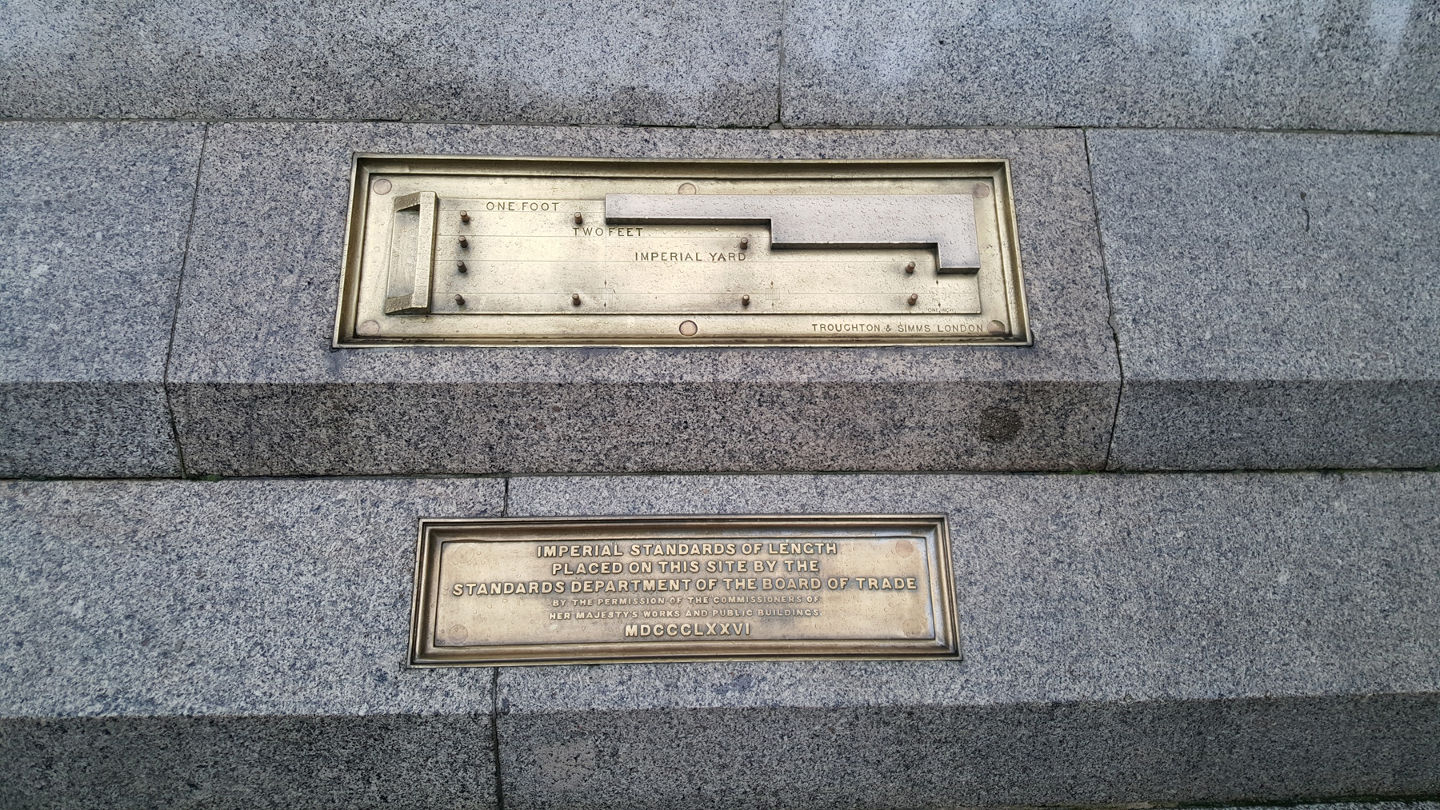 ONE FOOT
TWO FEET
IMPERIAL YARD
ONE INCH
TROUGHTON & SIMMS LONDON
IMPERIAL STANDARDS OF LENGTH
PLACED ON THIS SITE BY THE
STANDARDS DEPARTMENT OF THE BOARD OF TRADE
BY THE PERMISSION OF THE COMMISSIONERS OF
HER MAJESTY'S WORKS AND PUBLIC BUILDINGS.
MDCCCLXXVI